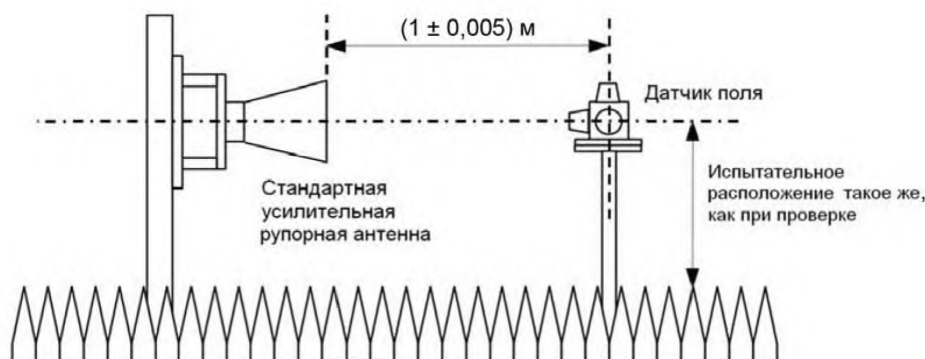 (1 ± 0,005) м
Датчик поля
Стандартная
усилительная
рупорная антенна
Испытательное
расположение такое же,
как при проверке